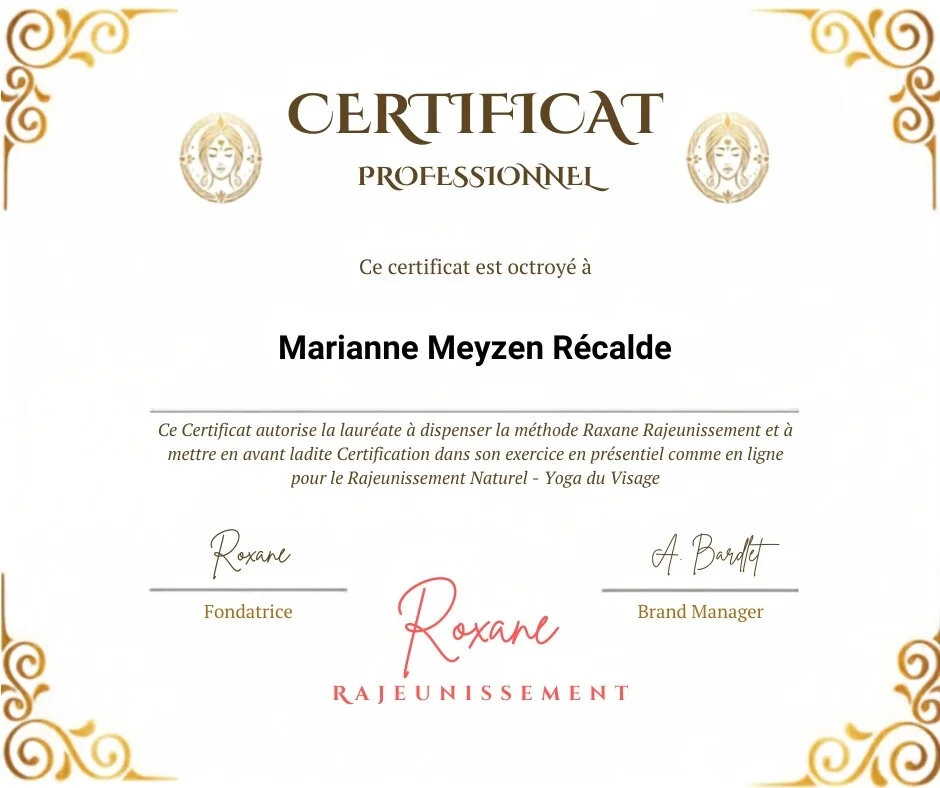 CERTIFICAT
PROFESSIONNEL
Ce certificat est octroyé à
Marianne Meyzen Récalde
Ce Certificat autorise la lauréate à dispenser la méthode Raxane Rajeunissement et à
mettre en avant ladite Certification dans son exercice en présentiel comme en ligne
pour le Rajeunissement Naturel - Yoga du Visage
Roxane
A. Bardlet
Fondatrice
Brand Manager
Roxane
RAJEUNISSEMENT